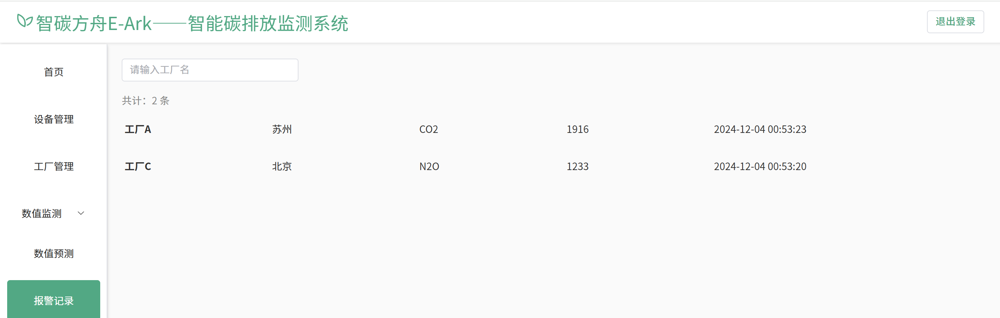 智碳方舟E-Ark——智能碳排放监测系统
退出登录
首页
设备管理
工厂管理
数值监测
数值预测
报警记录
请输入工厂名
共计：2 条
工厂A 苏州 CO2 1916 2024-12-04 00:53:23
工厂C 北京 N2O 1233 2024-12-04 00:53:20